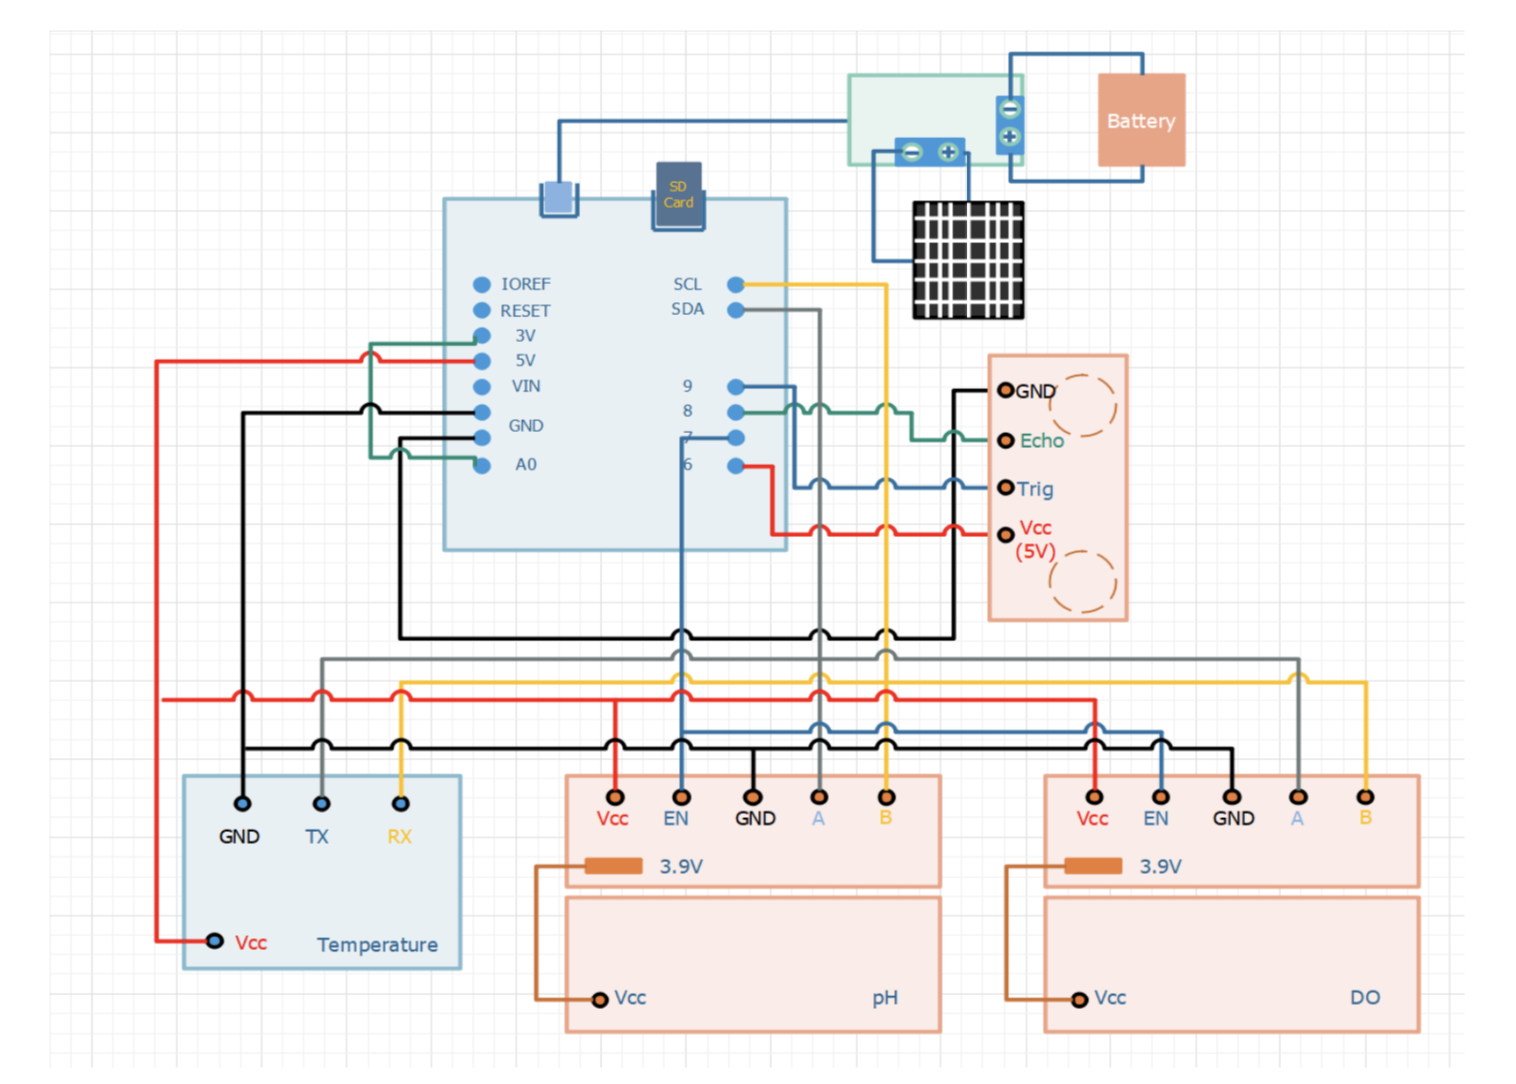 Battery
SD
Card
IOREF
RESET
3V
5V
VIN
GND
A0
SCL
SDA
9
8
7
6
GND
Echo
Trig
Vcc
(5V)
GND
TX
RX
Vcc
Temperature
Vcc
EN
GND
A
B
3.9V
Vcc
pH
Vcc
EN
GND
A
B
3.9V
Vcc
DO